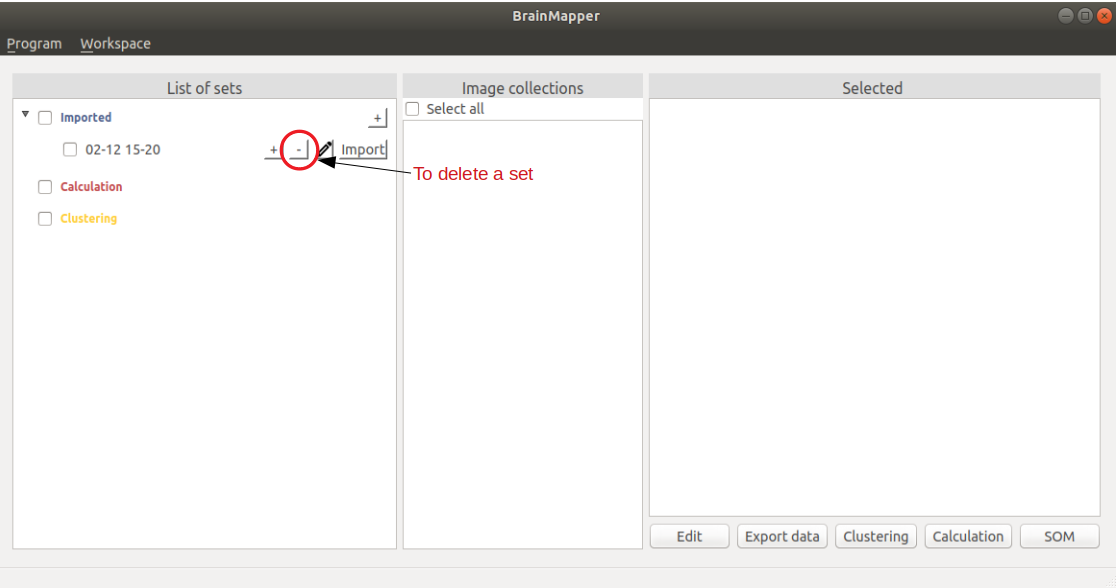 BrainMapper
Program Workspace
List of sets
Imported +
02-12 15-20 + - Import
Calculation
Clustering
Image collections
Select all
To delete a set
Selected
Edit Export data Clustering Calculation SOM